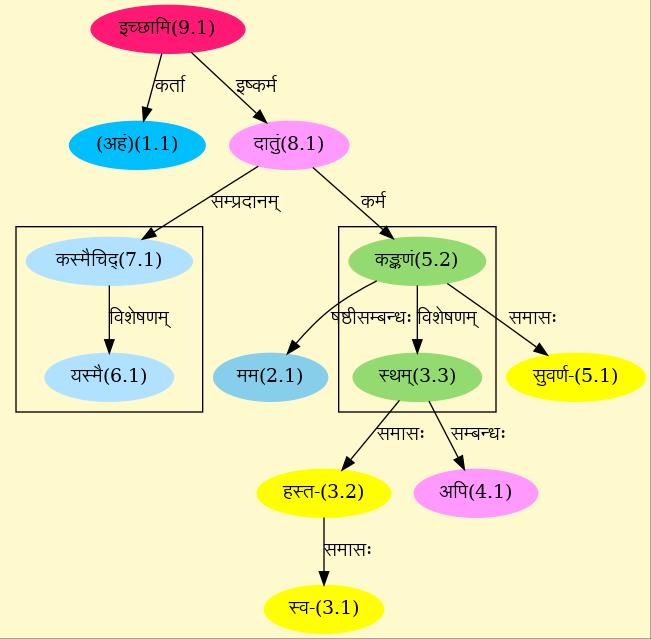 इच्छामि(9.1)
कर्ता इष्कर्म
(अहं)(1.1) दातुं(8.1)
सम्प्रदानम् कर्म
कस्मैचिद्(7.1) कङ्कणं(5.2)
विशेषणम् षष्ठीसम्बन्धः विशेषणम् समासः
यस्मै(6.1) मम(2.1) स्थम्(3.3) सुवर्ण-(5.1)
समासः सम्बन्धः
हस्त-(3.2) अपि(4.1)
समासः
स्व-(3.1)